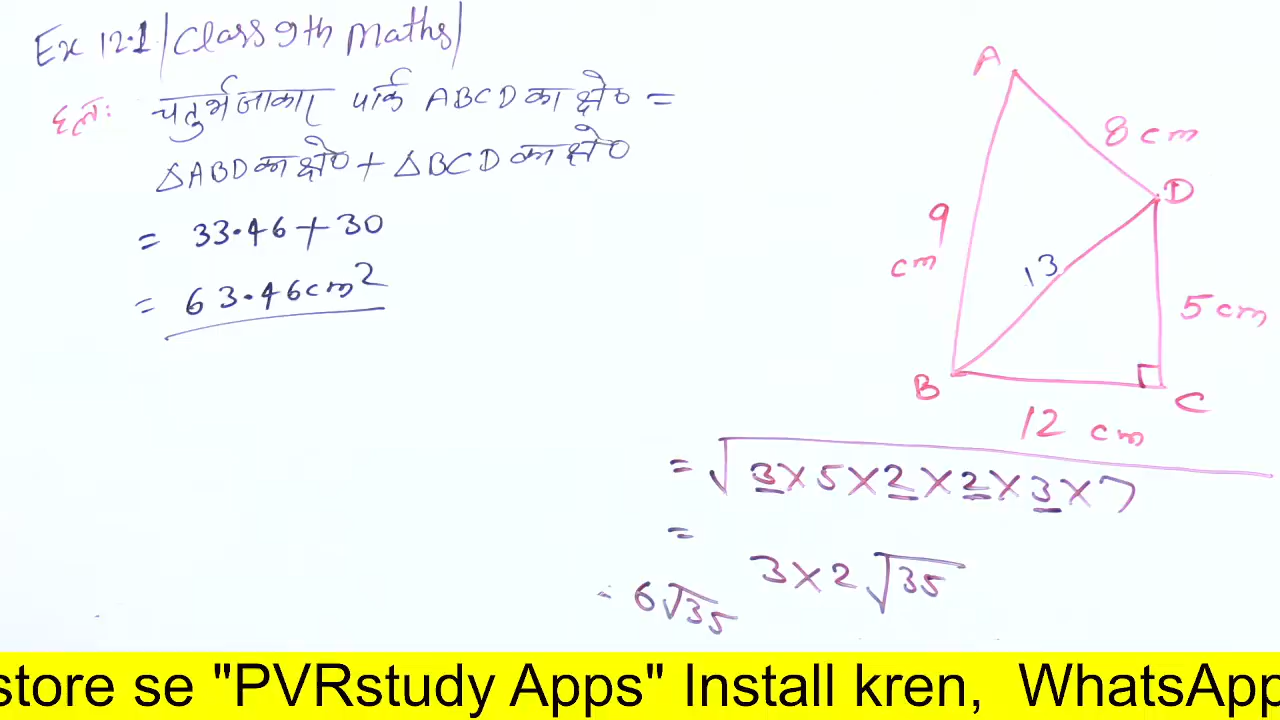 Ex 12.1/Class 9th Maths/
हलः चतुर्भुजाकार पार्क ABCD का क्षे० =
△ABD का क्षे० + △BCD का क्षे०
= 33.46+30
= 63.46cm²
A
8 cm
D
9
cm
13
5 cm
B
C
12 cm
= √3×5×2×2×3×7
=
3×2√35
6√35
store se "PVRstudy Apps" Install kren, WhatsApp